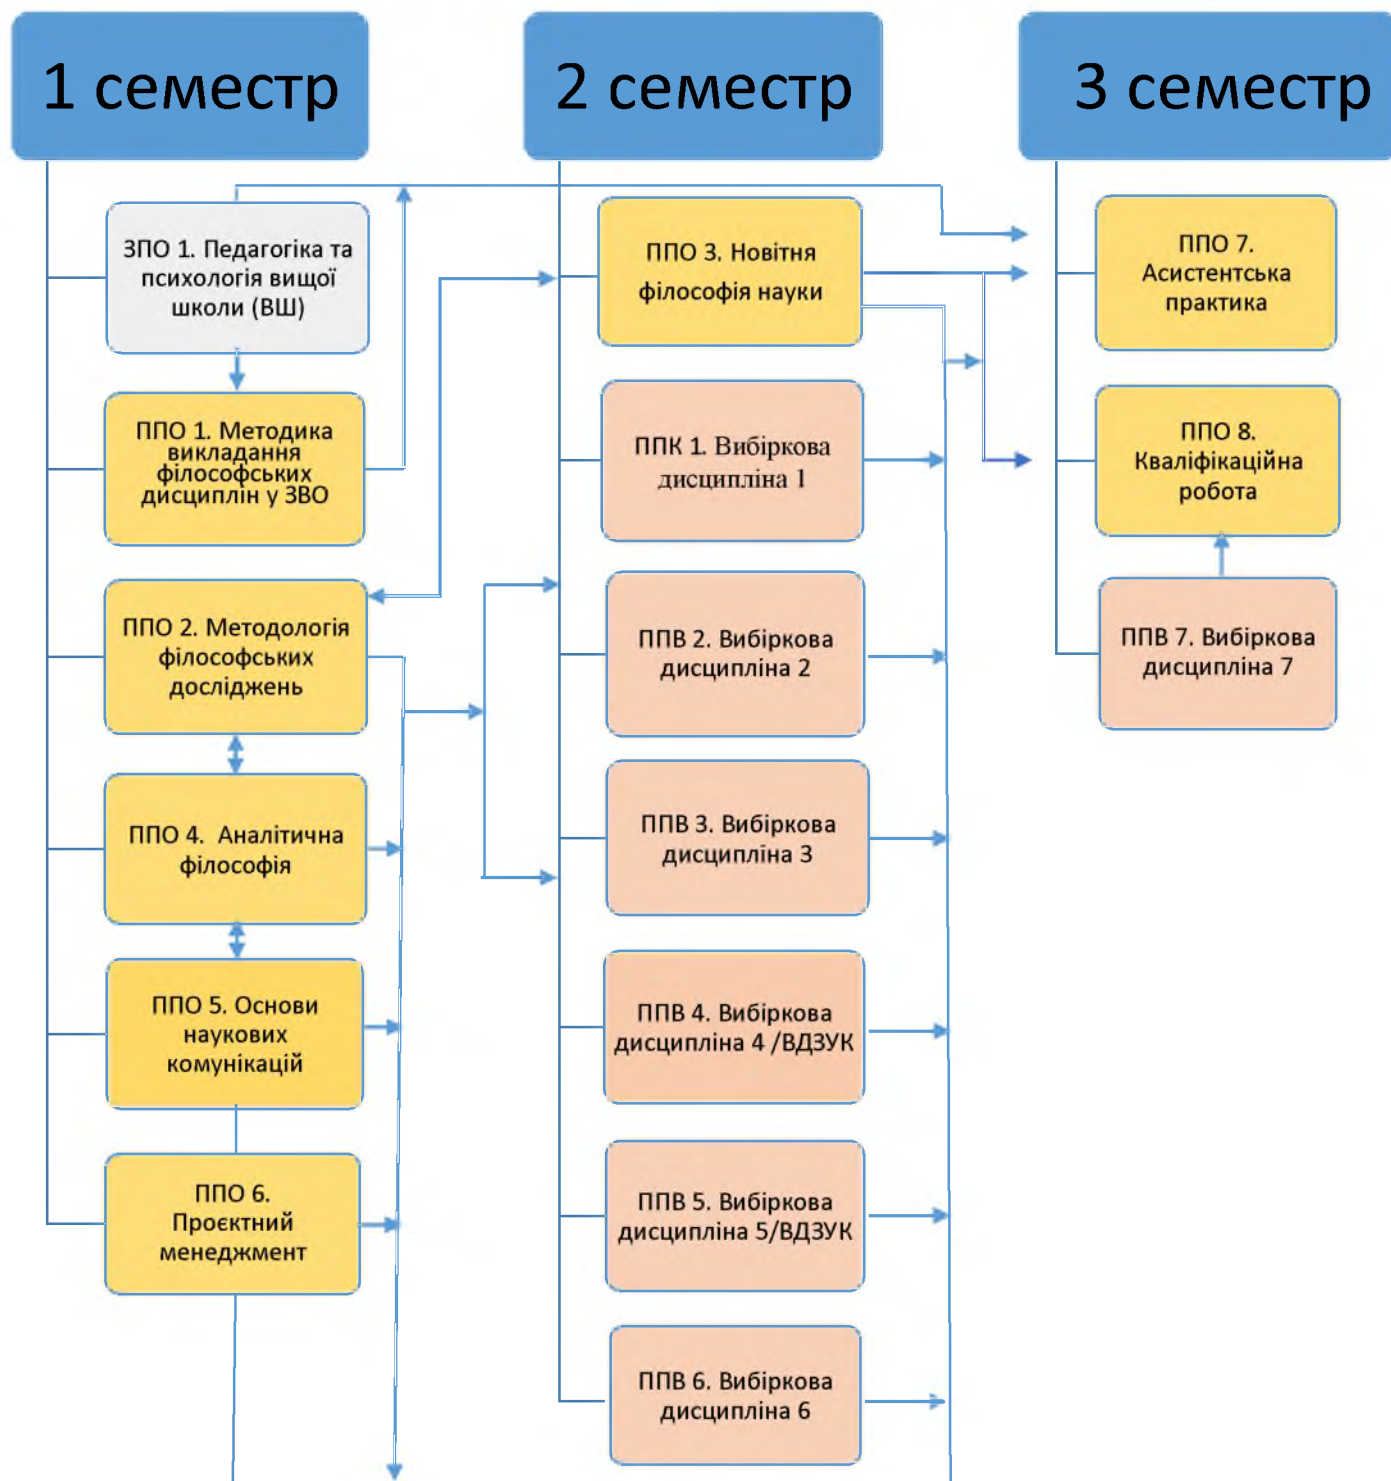 1 семестр
ЗПО 1. Педагогіка та
психологія вищої
школи (ВШ)
ППО 1. Методика
викладання
філософських
дисциплін у ЗВО
ППО 2. Методологія
філософських
досліджень
ППО 4. Аналітична
філософія
ППО 5. Основи
наукових
комунікацій
ППО 6.
Проєктний
менеджмент
2 семестр
ППО 3. Новітня
філософія науки
ППК 1. Вибіркова
дисципліна 1
ППВ 2. Вибіркова
дисципліна 2
ППВ 3. Вибіркова
дисципліна 3
ППВ 4. Вибіркова
дисципліна 4 /ВДЗУК
ППВ 5. Вибіркова
дисципліна 5/ВДЗУК
ППВ 6. Вибіркова
дисципліна 6
3 семестр
ППО 7.
Асистентська
практика
ППО 8.
Кваліфікаційна
робота
ППВ 7. Вибіркова
дисципліна 7